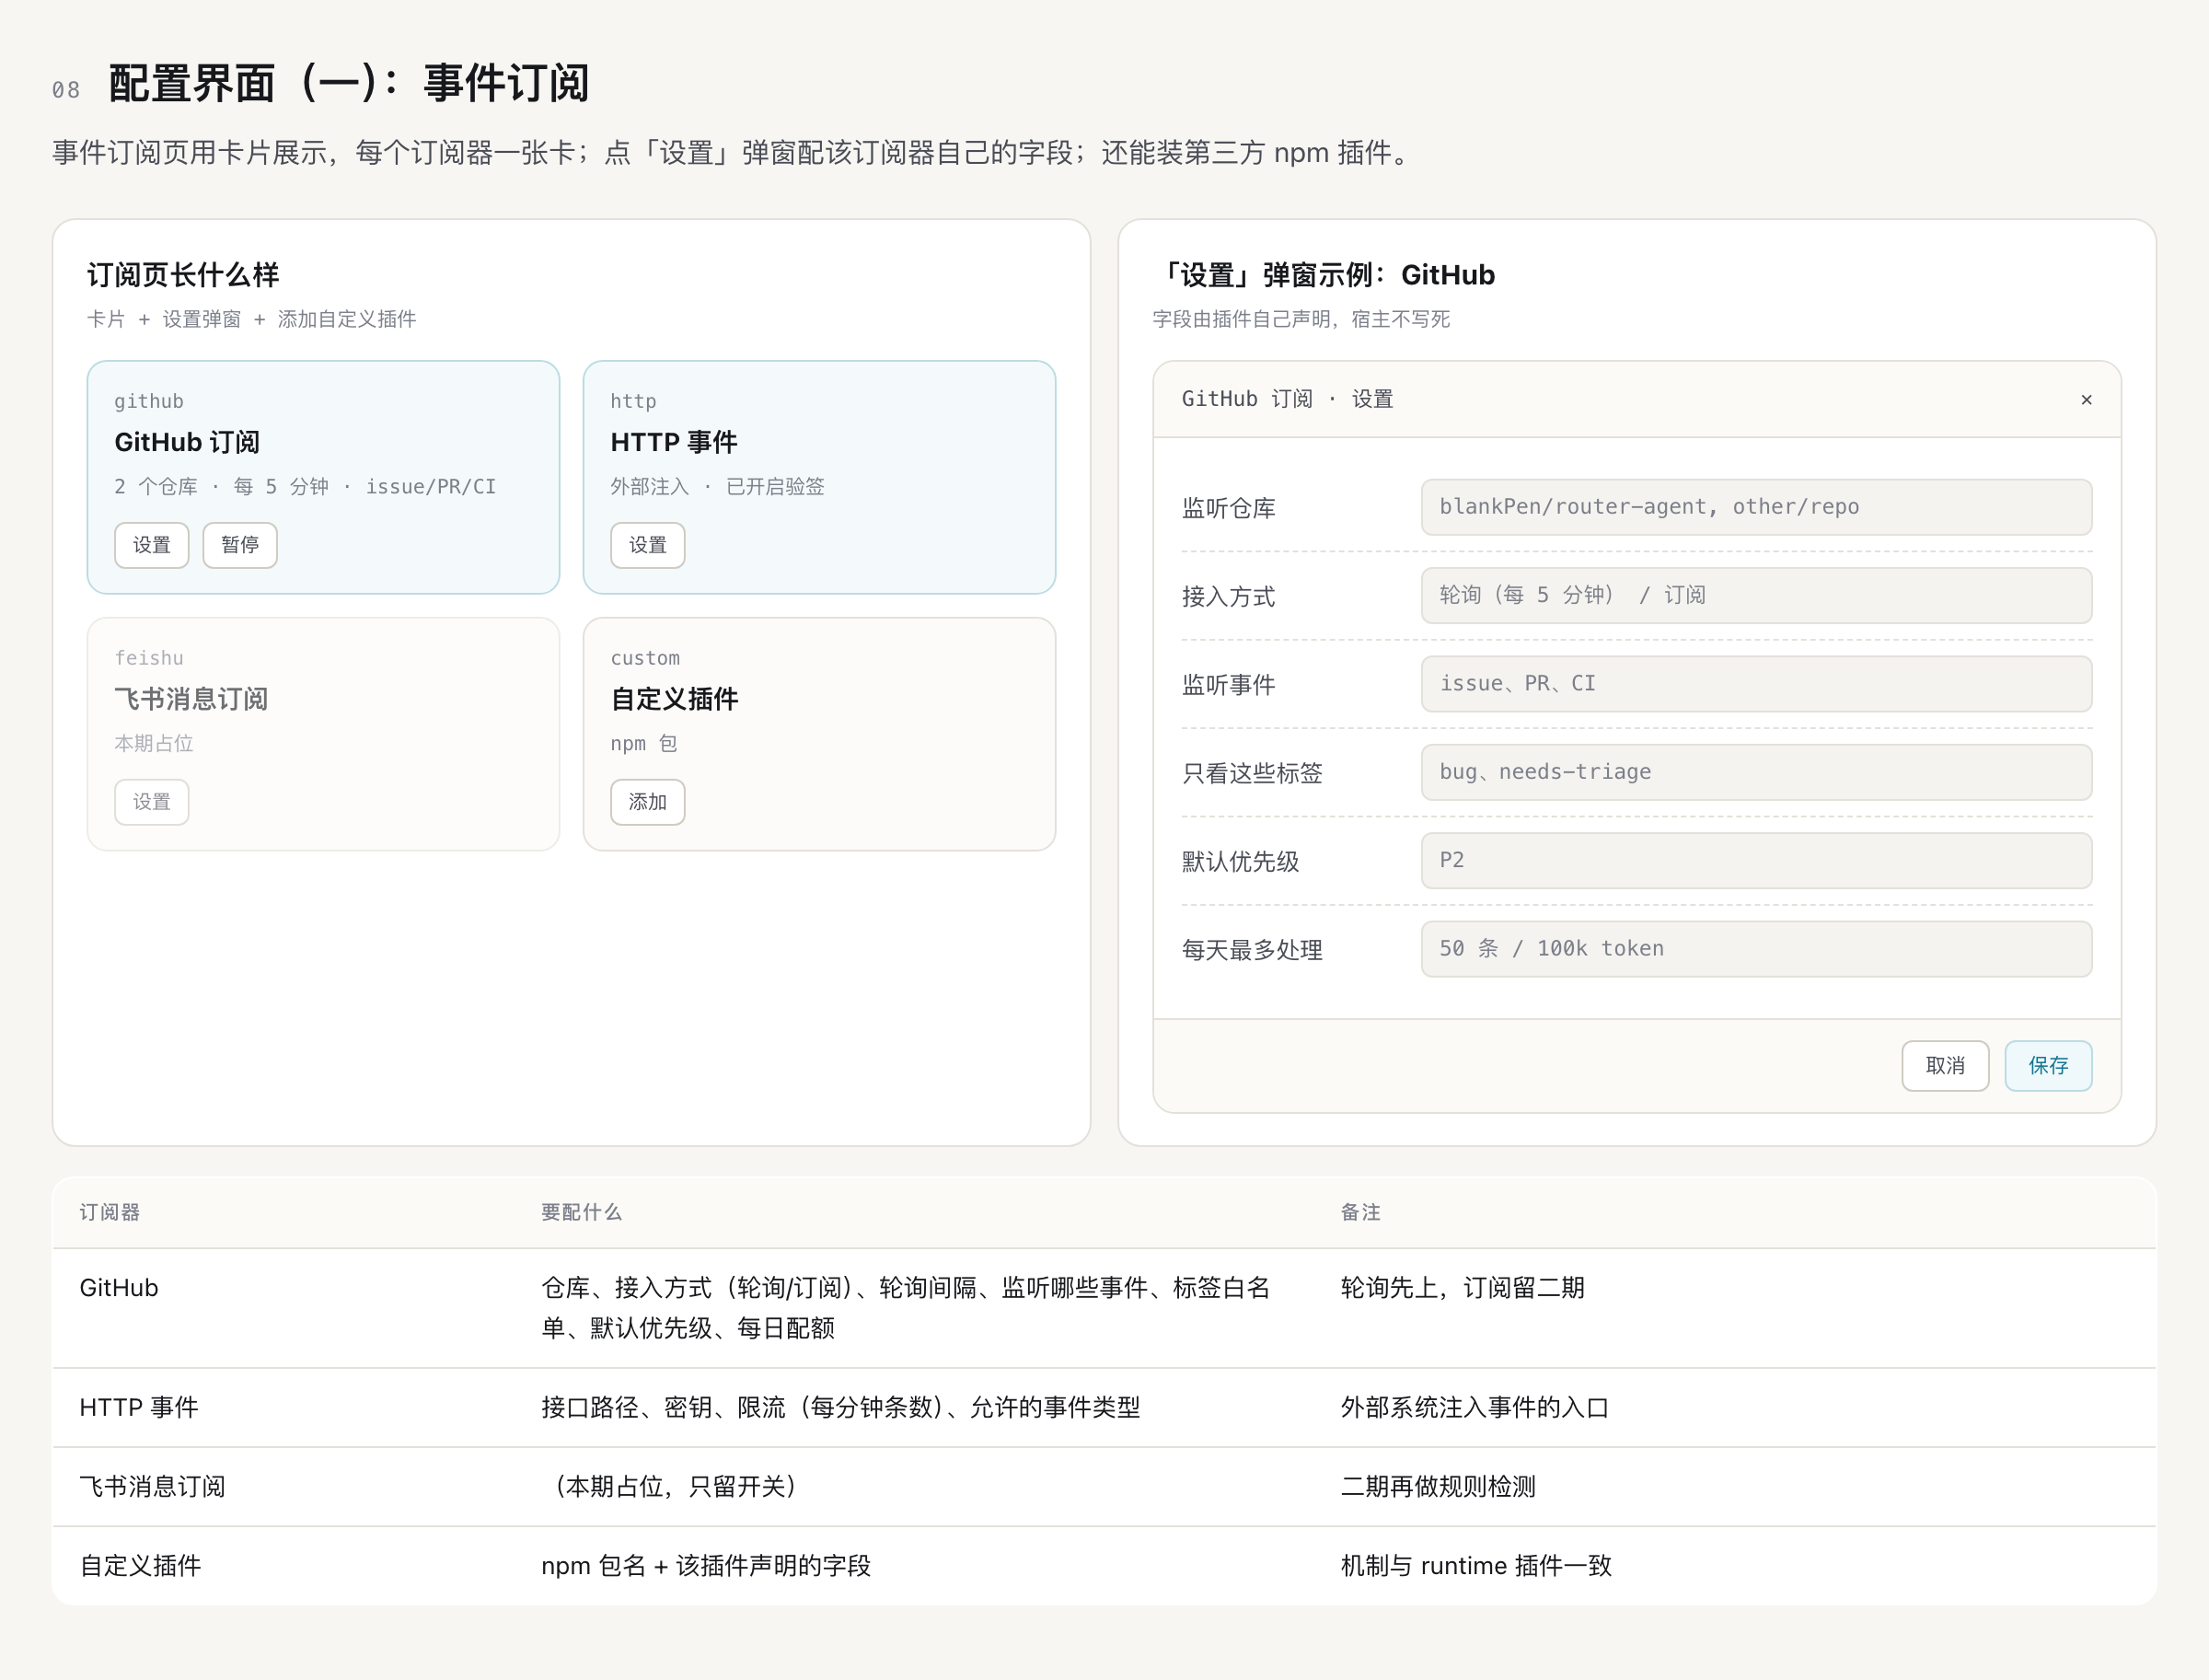 08 配置界面（一）：事件订阅
事件订阅页用卡片展示，每个订阅器一张卡；点「设置」弹窗配该订阅器自己的字段；还能装第三方 npm 插件。
订阅页长什么样
卡片 + 设置弹窗 + 添加自定义插件
github
GitHub 订阅
2 个仓库 · 每 5 分钟 · issue/PR/CI
设置 暂停
http
HTTP 事件
外部注入 · 已开启验签
设置
feishu
飞书消息订阅
本期占位
设置
custom
自定义插件
npm 包
添加
「设置」弹窗示例：GitHub
字段由插件自己声明，宿主不写死
GitHub 订阅 · 设置 ×
监听仓库 blankPen/router-agent, other/repo
接入方式 轮询（每 5 分钟） / 订阅
监听事件 issue、PR、CI
只看这些标签 bug、needs-triage
默认优先级 P2
每天最多处理 50 条 / 100k token
取消 保存
订阅器 要配什么 备注
GitHub 仓库、接入方式（轮询/订阅）、轮询间隔、监听哪些事件、标签白名 轮询先上，订阅留二期
单、默认优先级、每日配额
HTTP 事件 接口路径、密钥、限流（每分钟条数）、允许的事件类型 外部系统注入事件的入口
飞书消息订阅 （本期占位，只留开关） 二期再做规则检测
自定义插件 npm 包名 + 该插件声明的字段 机制与 runtime 插件一致